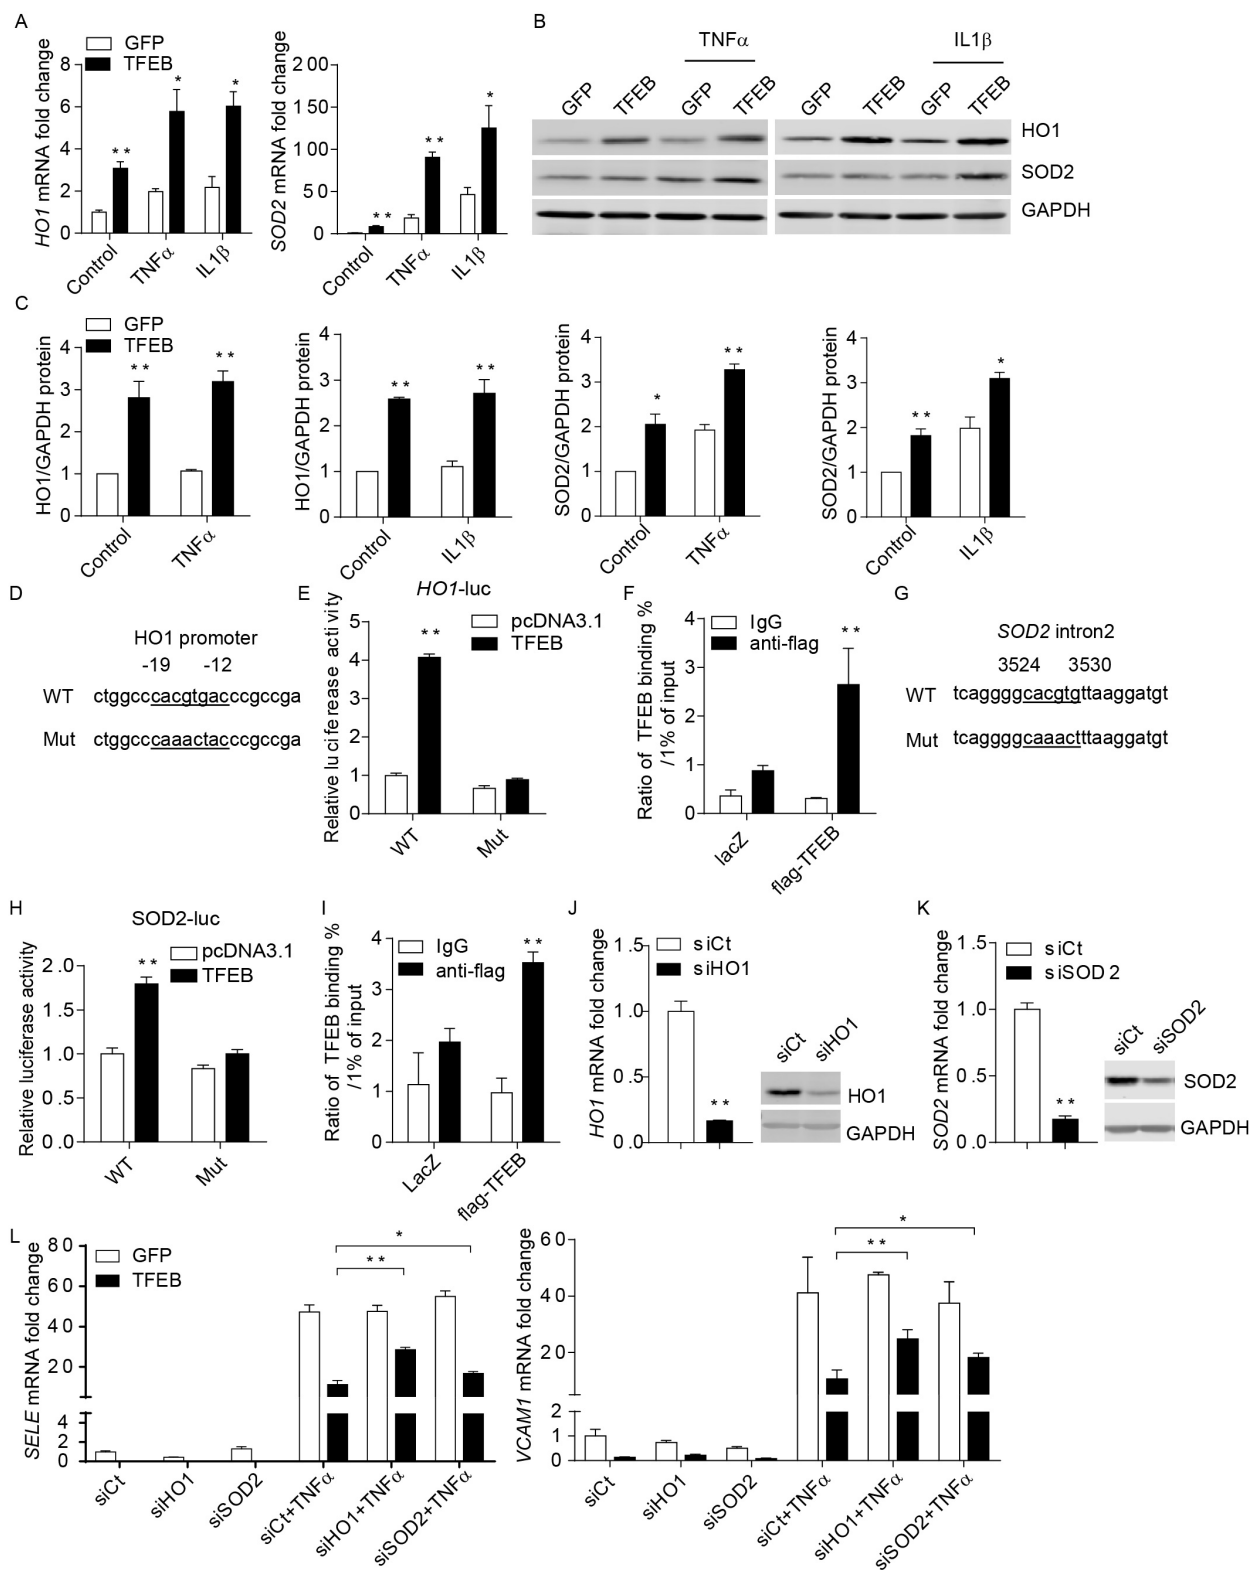 A
GFP
TFEB
HO1 mRNA fold change
8
6
4
2
0
**
*
*
Control
TNFα
IL1β
SOD2 mRNA fold change
200
150
100
50
0
**
**
*
Control
TNFα
IL1β
B
TNFα
IL1β
GFP
TFEB
GFP
TFEB
GFP
TFEB
GFP
TFEB
HO1
SOD2
GAPDH
C
GFP
TFEB
HO1/GAPDH protein
4
3
2
1
0
**
**
Control
TNFα
HO1/GAPDH protein
4
3
2
1
0
**
**
Control
IL1β
SOD2/GAPDH protein
4
3
2
1
0
*
**
Control
TNFα
SOD2/GAPDH protein
4
3
2
1
0
**
*
Control
IL1β
D
HO1 promoter
-19 -12
WT ctggcccacgtgacccgccga
Mut ctggcccaaactacccgccga
E
HO1-luc
pcDNA3.1
TFEB
Relative luciferase activity
5
4
3
2
1
0
**
WT
Mut
F
IgG
anti-flag
Ratio of TFEB binding %
/1% of input
4
3
2
1
0
**
lacZ
flag-TFEB
G
SOD2 intron2
3524 3530
WT tcaggggcacgtgttaaggatgt
Mut tcaggggcaaactttaaggatgt
H
SOD2-luc
pcDNA3.1
TFEB
Relative luciferase activity
2.0
1.5
1.0
0.5
0.0
**
WT
Mut
I
IgG
anti-flag
Ratio of TFEB binding %
/1% of input
4
3
2
1
0
**
LacZ
flag-TFEB
J
siCt
siHO1
HO1 mRNA fold change
1.5
1.0
0.5
0.0
**
siCt
siHO1
HO1
GAPDH
K
siCt
siSOD2
SOD2 mRNA fold change
1.5
1.0
0.5
0.0
**
siCt
siSOD2
SOD2
GAPDH
L
GFP
TFEB
SELE mRNA fold change
80
60
40
20
4
2
0
*
**
siCt
siHO1
siSOD2
siCt+TNFα
siHO1+TNFα
siSOD2+TNFα
VCAM1 mRNA fold change
60
40
20
2
1
0
*
**
siCt
siHO1
siSOD2
siCt+TNFα
siHO1+TNFα
siSOD2+TNFα